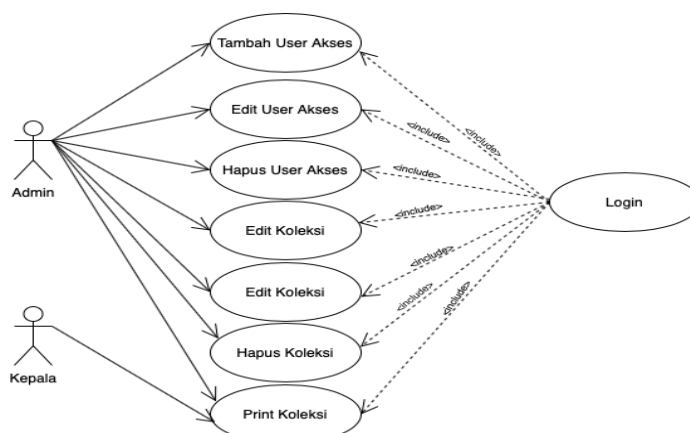 Tambah User Akses
Edit User Akses
<include>
<include>
Hapus User Akses
<include>
Admin
Login
Edit Koleksi
<include>
Edit Koleksi
<include>
<include>
<include>
Hapus Koleksi
Kepala
Print Koleksi